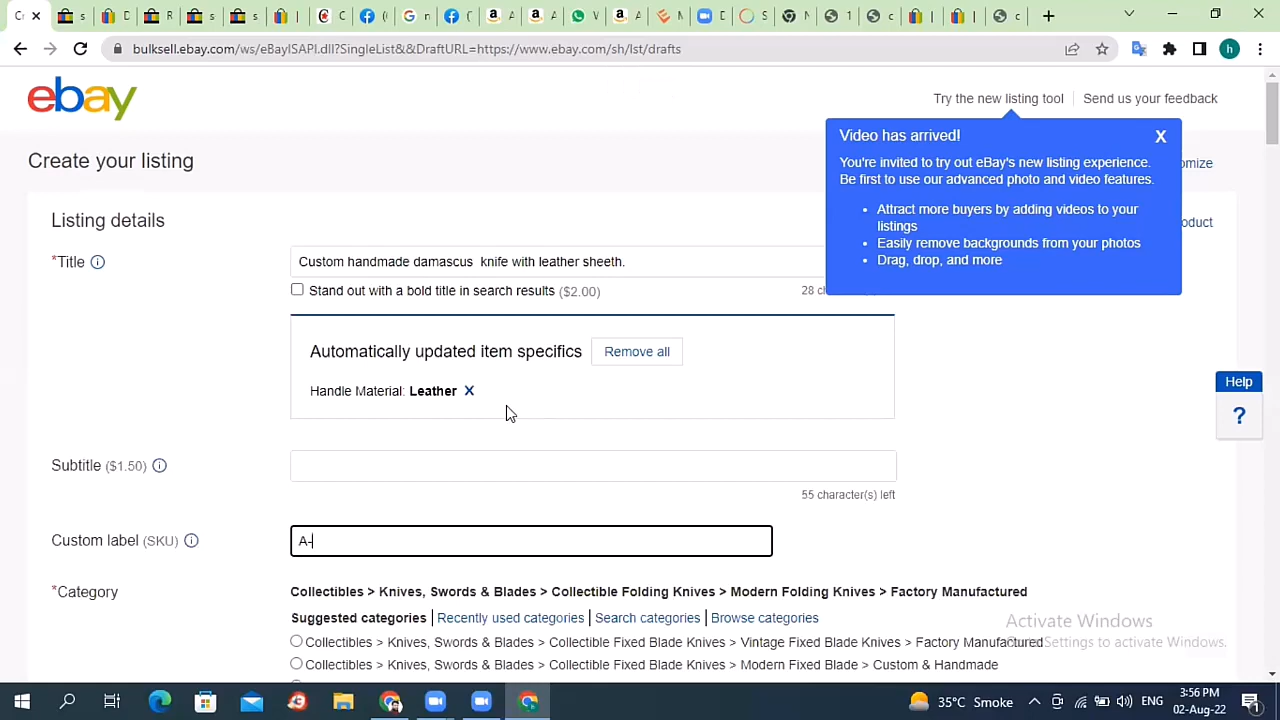 bulksell.ebay.com/ws/eBayISAPI.dll?SingleList&&DraftURL=https://www.ebay.com/sh/lst/drafts
ebay
Try the new listing tool
Send us your feedback
Create your listing
Video has arrived!
X
You're invited to try out eBay's new listing experience.
Be first to use our advanced photo and video features.
• Attract more buyers by adding videos to your
listings
• Easily remove backgrounds from your photos
• Drag, drop, and more
Listing details
*Title
Custom handmade damascus  knife with leather sheeth.
Stand out with a bold title in search results ($2.00)
28
Automatically updated item specifics
Remove all
Handle Material: Leather X
Help
?
Subtitle ($1.50)
55 character(s) left
Custom label (SKU)
A-
*Category
Collectibles > Knives, Swords & Blades > Collectible Folding Knives > Modern Folding Knives > Factory Manufactured
Suggested categories
Recently used categories
Search categories
Browse categories
Collectibles > Knives, Swords & Blades > Collectible Fixed Blade Knives > Vintage Fixed Blade Knives > Factory Manufactured
Collectibles > Knives, Swords & Blades > Collectible Fixed Blade Knives > Modern Fixed Blade > Custom & Handmade
Activate Windows
Settings to activate Windows.
35°C Smoke
ENG
3:56 PM
02-Aug-22